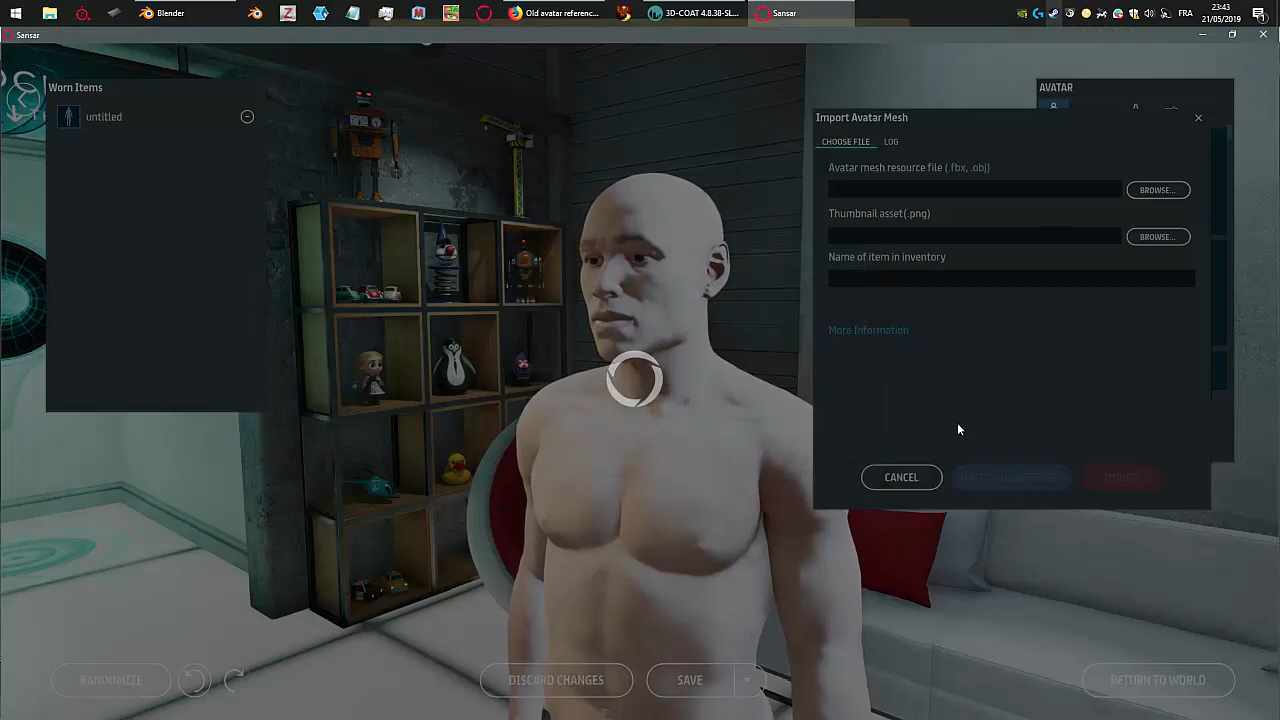 Blender
Old avatar referenc...
3D-COAT 4.8.38-SL...
Sansar
FRA
23:43
21/05/2019
Sansar
Worn Items
untitled
AVATAR
Import Avatar Mesh
CHOOSE FILE
LOG
Avatar mesh resource file (.fbx, .obj)
BROWSE...
Thumbnail asset(.png)
BROWSE...
Name of item in inventory
More Information
CANCEL
IMPORT
RANDOMIZE
DISCARD CHANGES
SAVE
RETURN TO WORLD